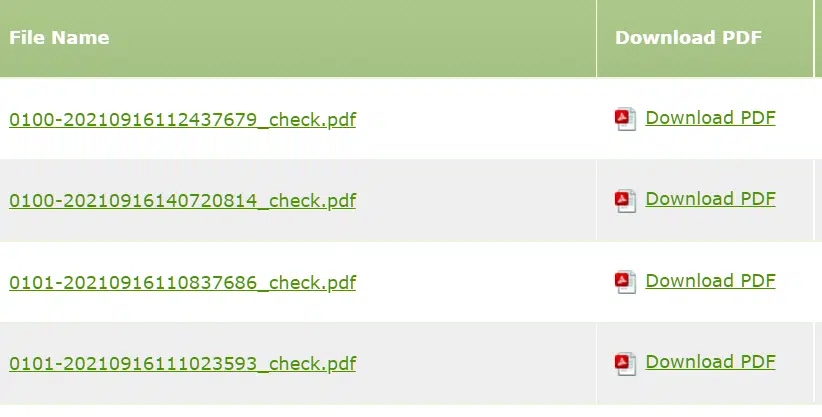 File Name Download PDF
0100-20210916112437679_check.pdf Download PDF
0100-20210916140720814_check.pdf Download PDF
0101-20210916110837686_check.pdf Download PDF
0101-20210916111023593_check.pdf Download PDF